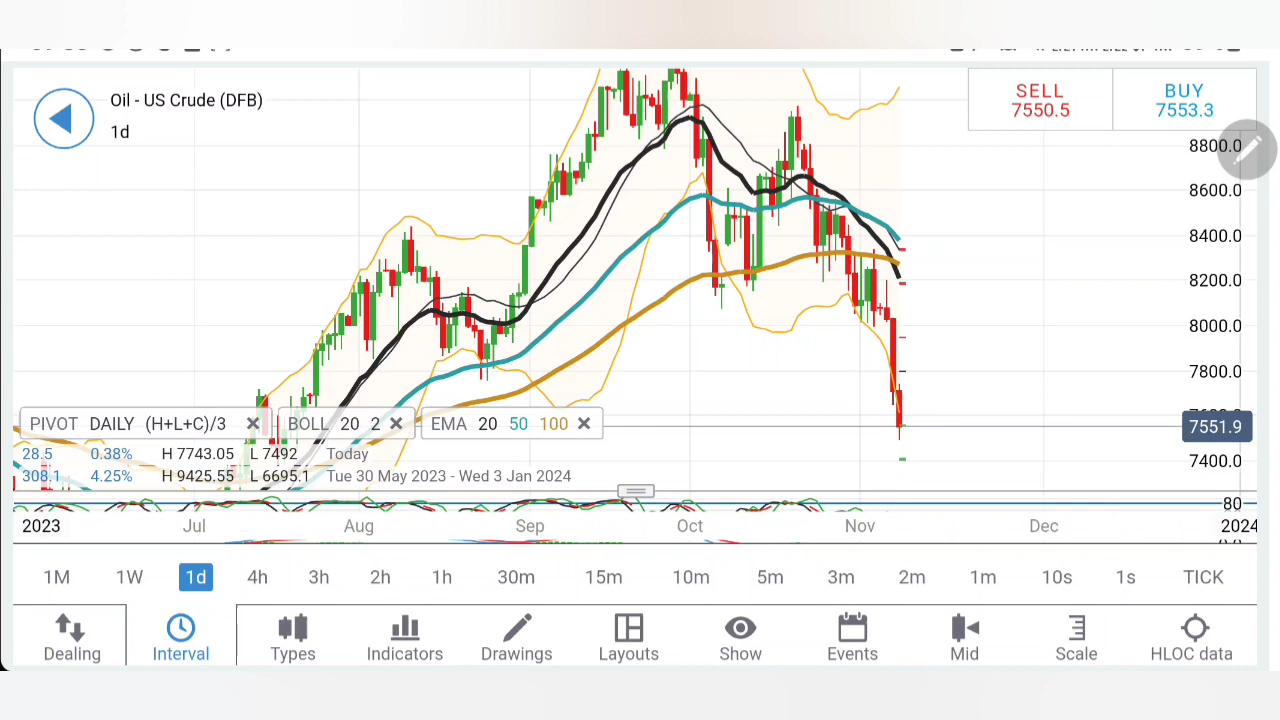 Oil - US Crude (DFB)
1d
SELL
7550.5
BUY
7553.3
8800.0
8600.0
8400.0
8200.0
8000.0
7800.0
7551.9
7400.0
PIVOT DAILY (H+L+C)/3
BOLL 20 2
EMA 20 50 100
28.5 0.38% H 7743.05 L 7492 Today
308.1 4.25% H 9425.55 L 6695.1 Tue 30 May 2023 - Wed 3 Jan 2024
80
2023 Jul Aug Sep Oct Nov Dec 2024
1M 1W 1d 4h 3h 2h 1h 30m 15m 10m 5m 3m 2m 1m 10s 1s TICK
Dealing Interval Types Indicators Drawings Layouts Show Events Mid Scale HLOC data